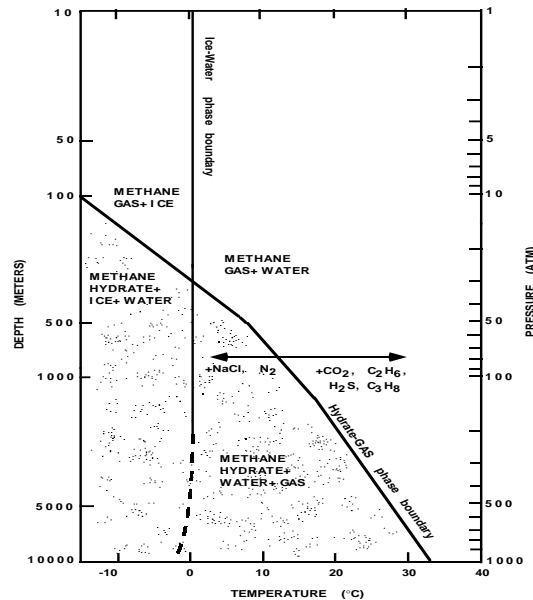 10
50
100
500
1000
5000
10000
DEPTH (METERS)
1
5
10
50
100
500
1000
PRESSURE (ATM)
Ice-Water phase boundary
METHANE
GAS+ ICE
METHANE
GAS+ WATER
METHANE
HYDRATE+
ICE+ WATER
+NaCl, N2
+CO2, C2H6,
H2S, C3H8
Hydrate-GAS phase boundary
METHANE
HYDRATE+
WATER+ GAS
-10
0
10
20
30
40
TEMPERATURE (°C)